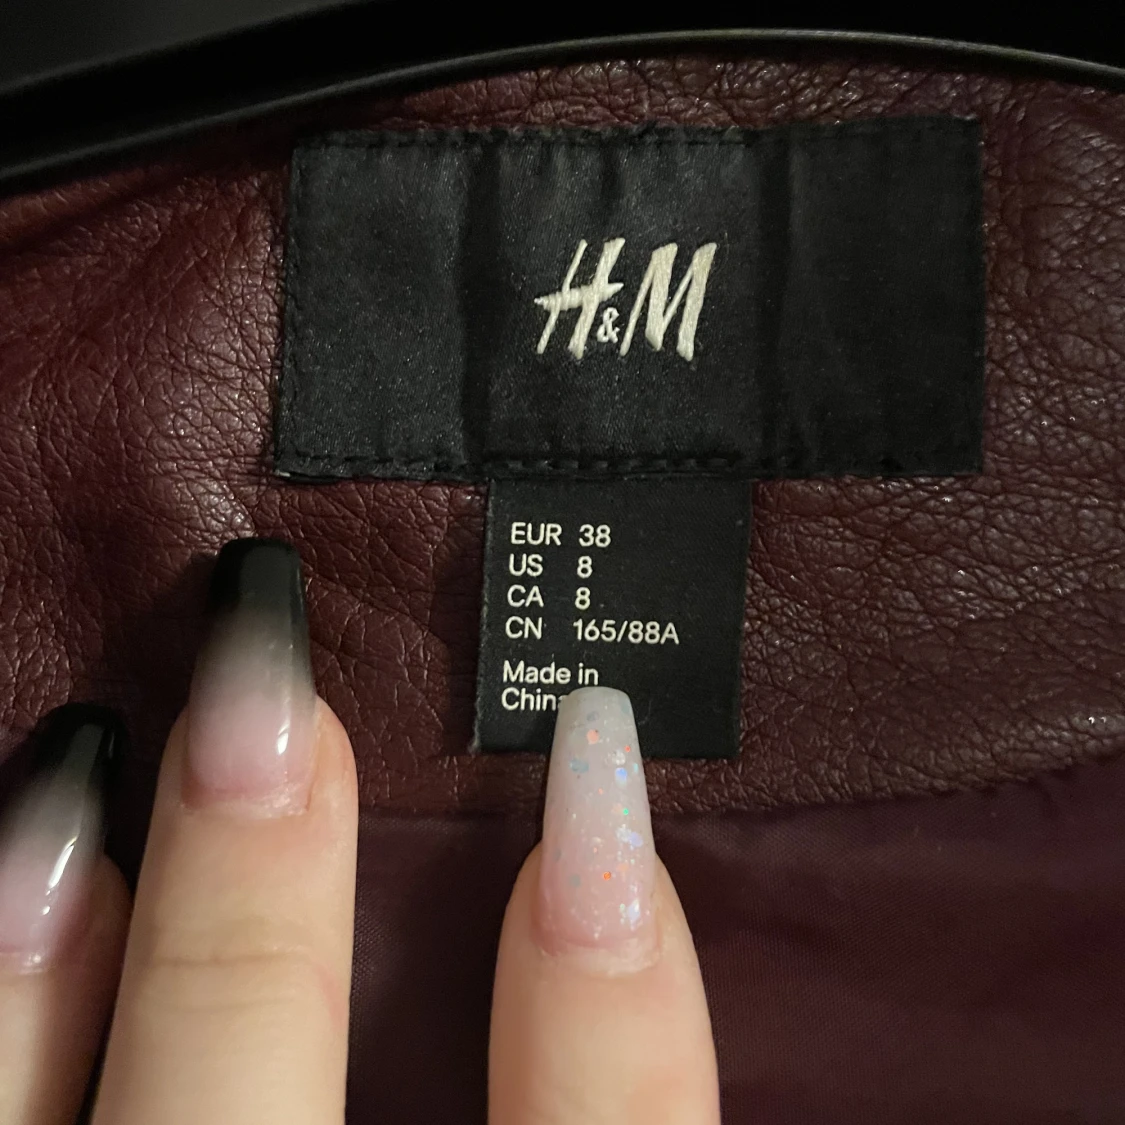 H&M
EUR 38
US 8
CA 8
CN 165/88A
Made in
China